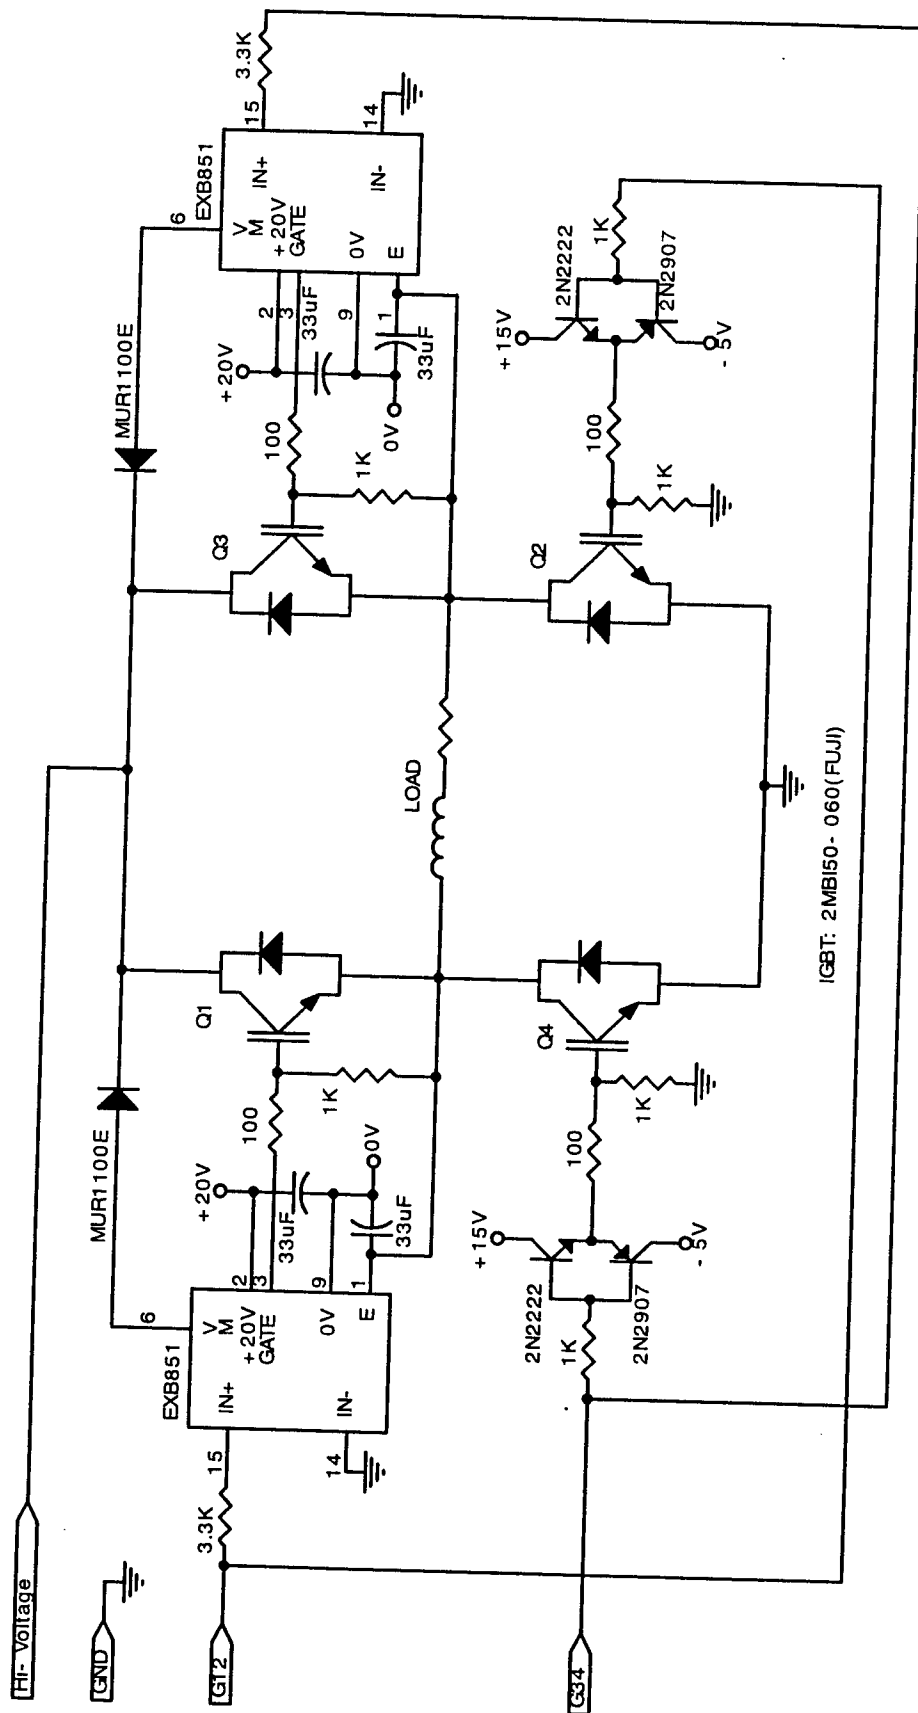 Hi- Voltage
GND
G12
G34
MUR1100E
MUR1100E
6
EXB851
V
M
+20V
GATE
IN+
IN-
0V
E
15
14
3.3K
2
3
9
1
+20V
33uF
33uF
0V
100
1K
Q1
6
EXB851
V
M
+20V
GATE
IN+
IN-
0V
E
15
14
3.3K
2
3
9
1
+20V
33uF
33uF
0V
100
1K
Q3
LOAD
1K
2N2222
2N2907
+15V
- 5V
100
1K
Q4
Q2
100
1K
+15V
- 5V
2N2222
2N2907
1K
IGBT: 2MBI50- 060(FUJI)